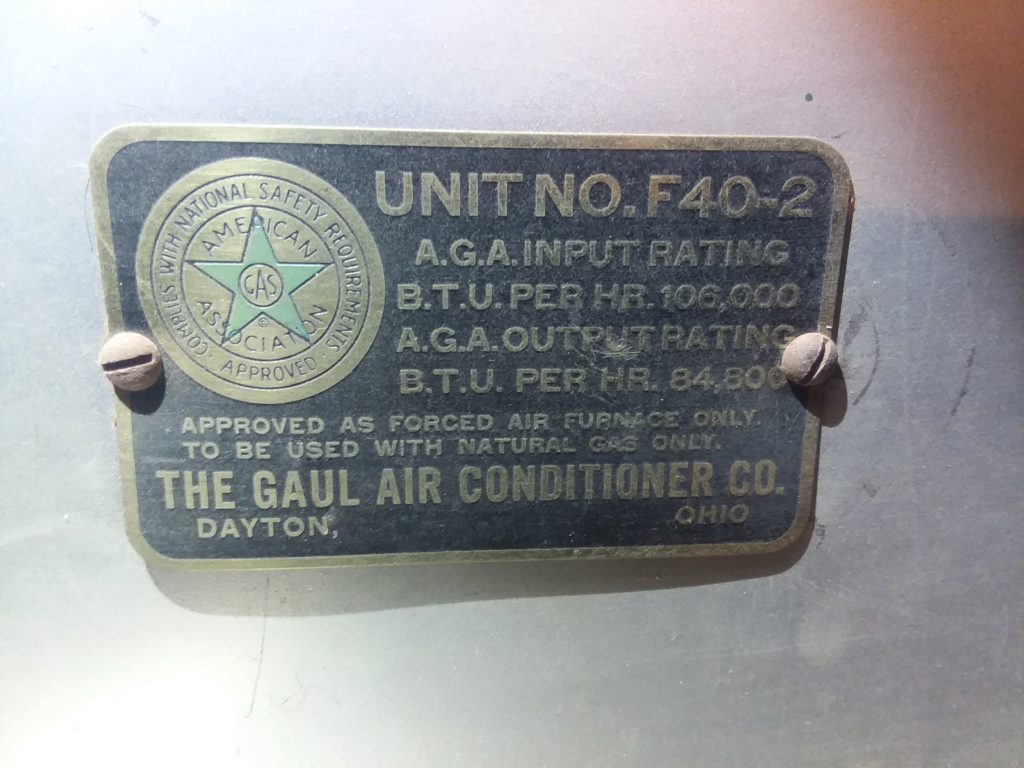 COMPLIES WITH NATIONAL SAFETY REQUIREMENTS · APPROVED ·
AMERICAN
GAS
©
ASSOCIATION
UNIT NO. F40-2
A.G.A. INPUT RATING
B.T.U. PER HR. 106,000
A.G.A. OUTPUT RATING
B.T.U. PER HR. 84,800
APPROVED AS FORCED AIR FURNACE ONLY.
TO BE USED WITH NATURAL GAS ONLY.
THE GAUL AIR CONDITIONER CO.
DAYTON, OHIO